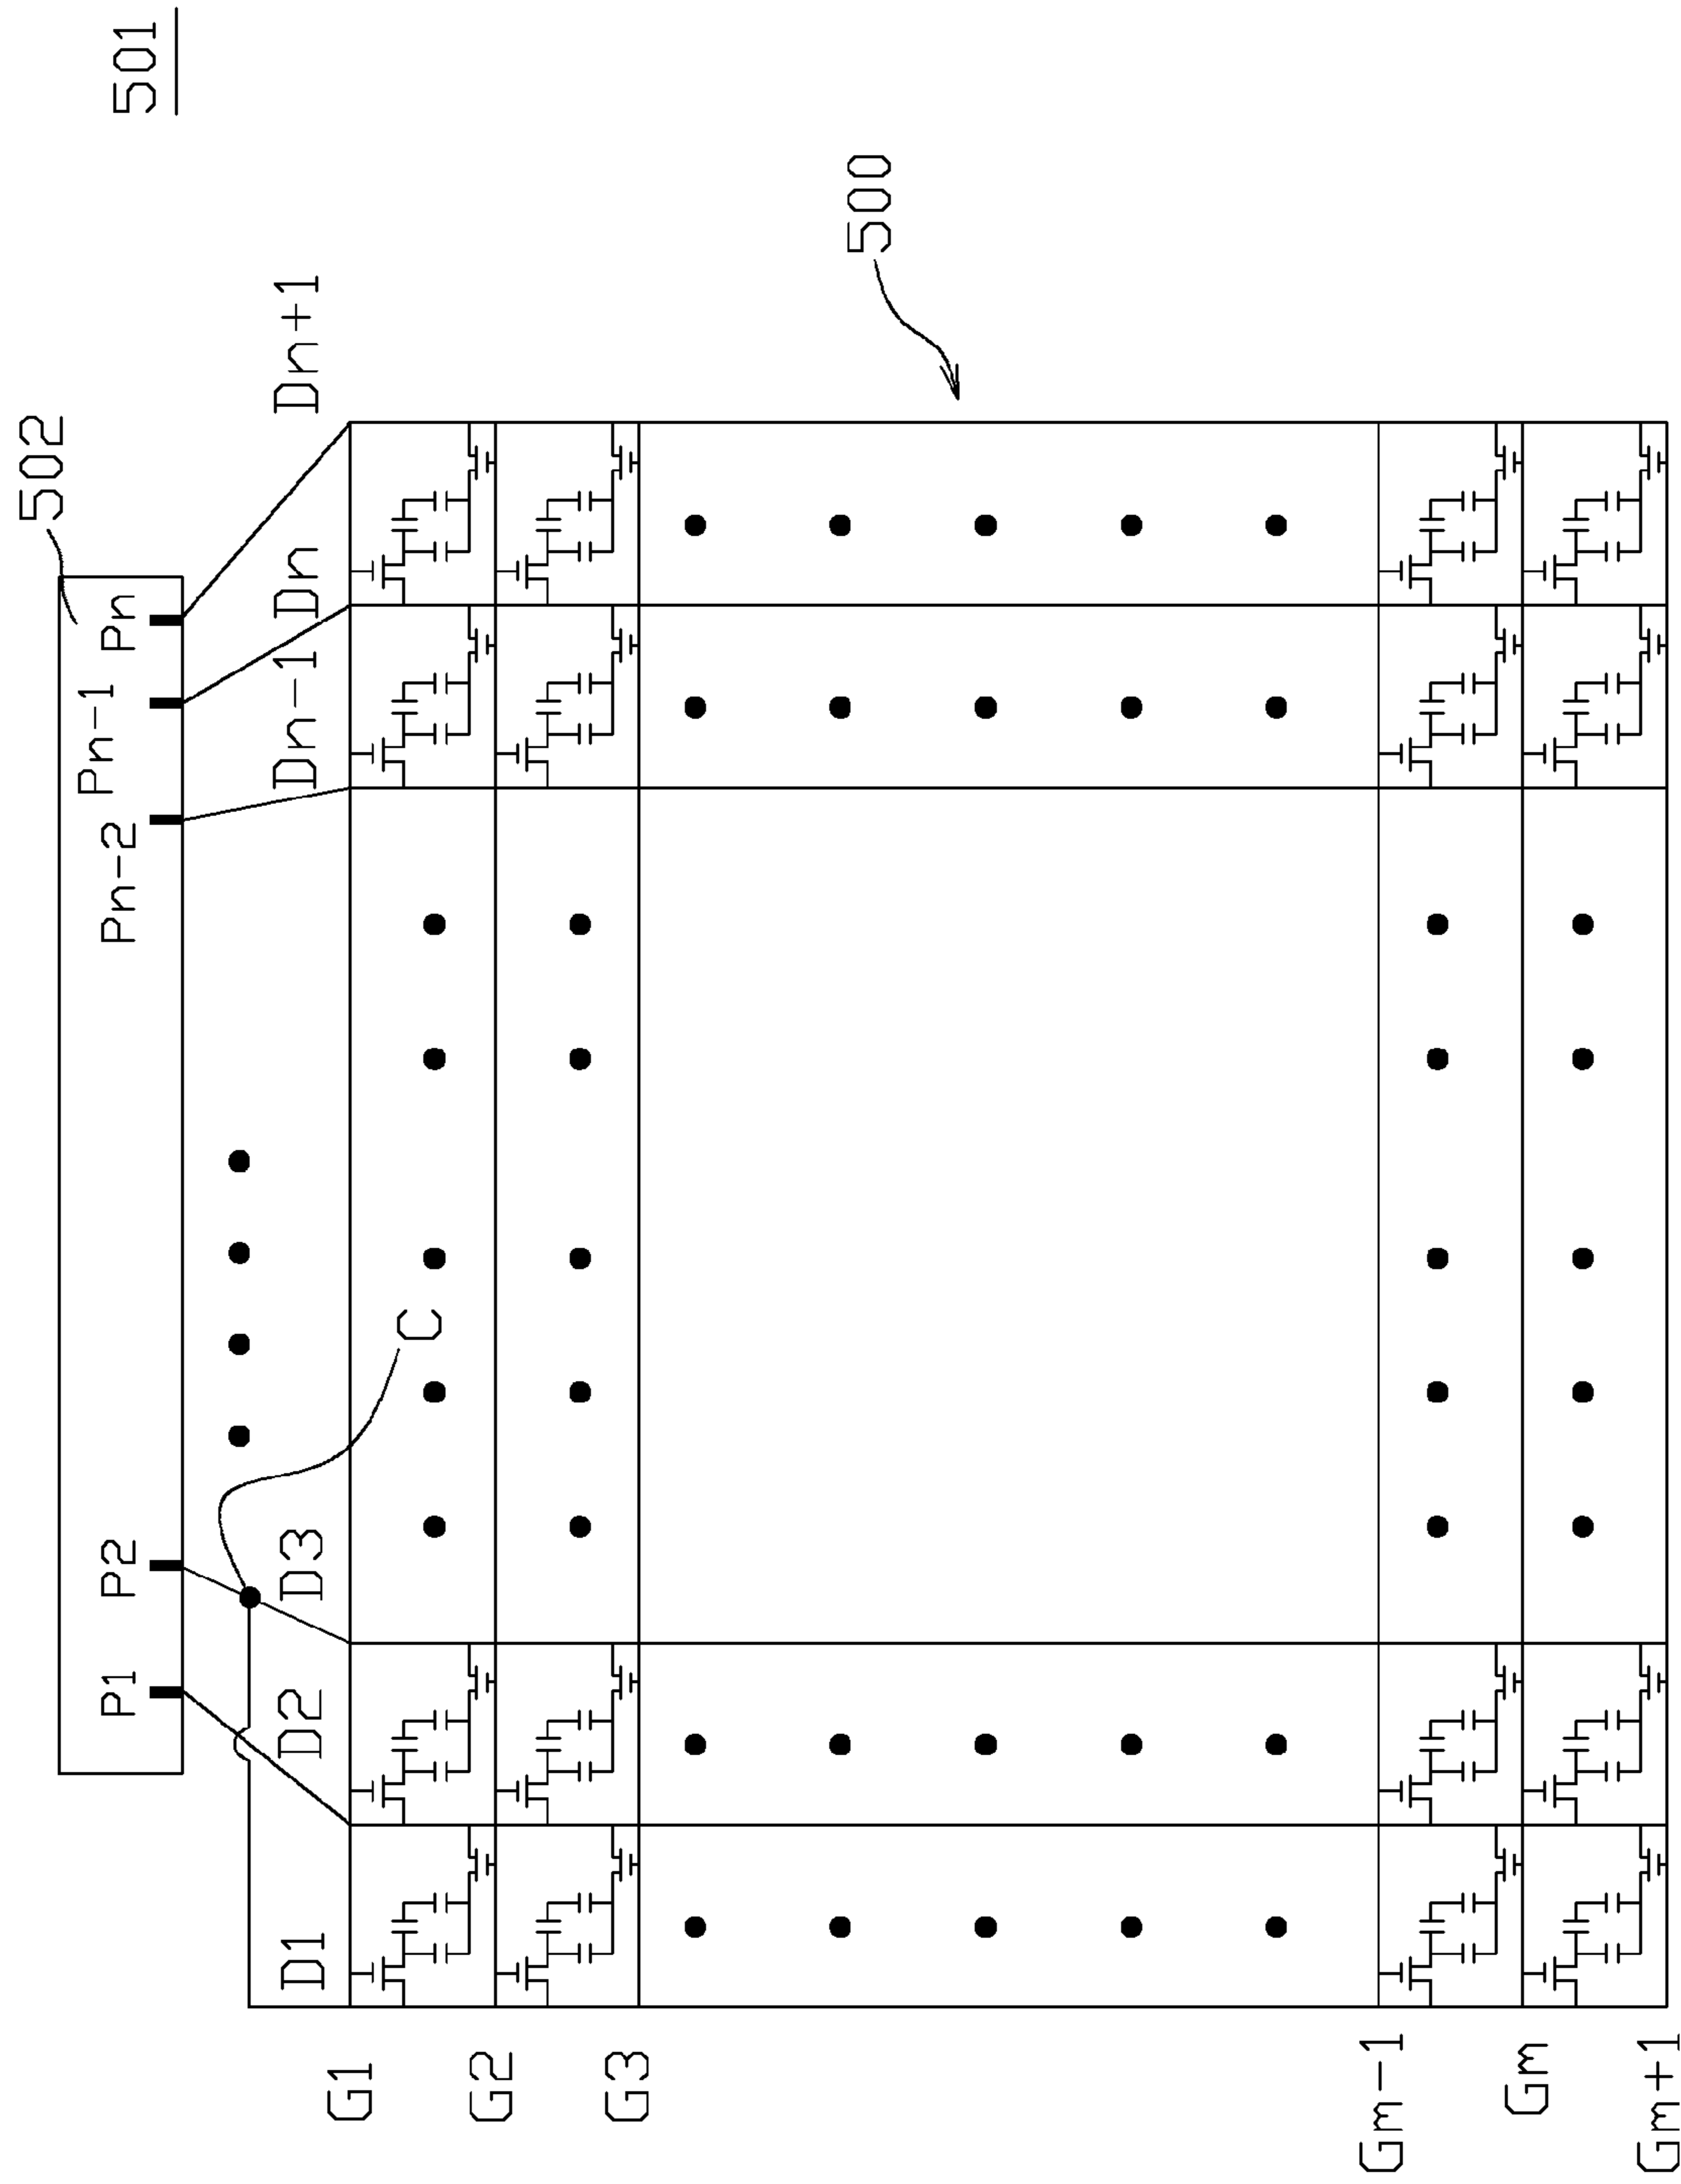 501
502
P1
P2
Pn-2
Pn-1
Pn
D1
D2
D3
Dn-1
Dn
Dn+1
C
500
G1
G2
G3
Gm-1
Gm
Gm+1